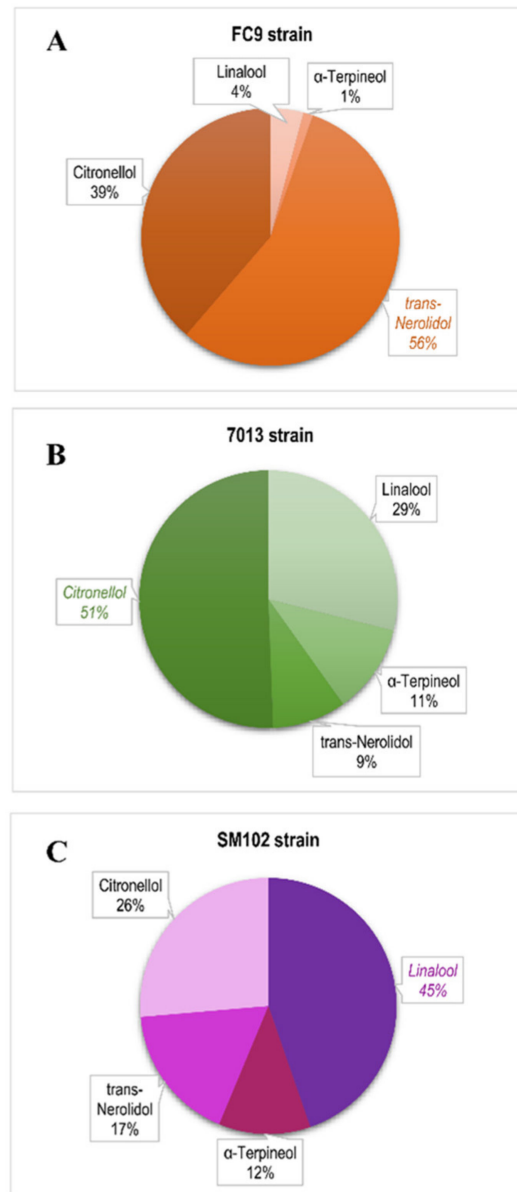 A
FC9 strain
Linalool
4%
α-Terpineol
1%
Citronellol
39%
trans-
Nerolidol
56%
B
7013 strain
Linalool
29%
Citronellol
51%
α-Terpineol
11%
trans-Nerolidol
9%
C
SM102 strain
Citronellol
26%
Linalool
45%
trans-
Nerolidol
17%
α-Terpineol
12%